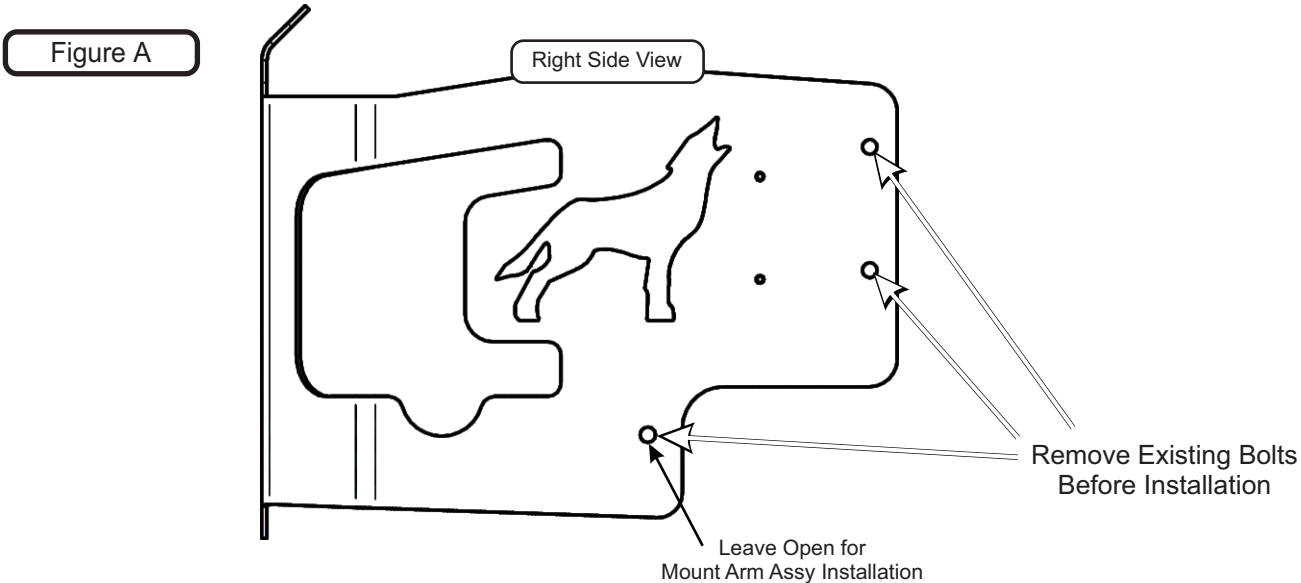 Figure A
Right Side View
Remove Existing Bolts
Before Installation
Leave Open for
Mount Arm Assy Installation